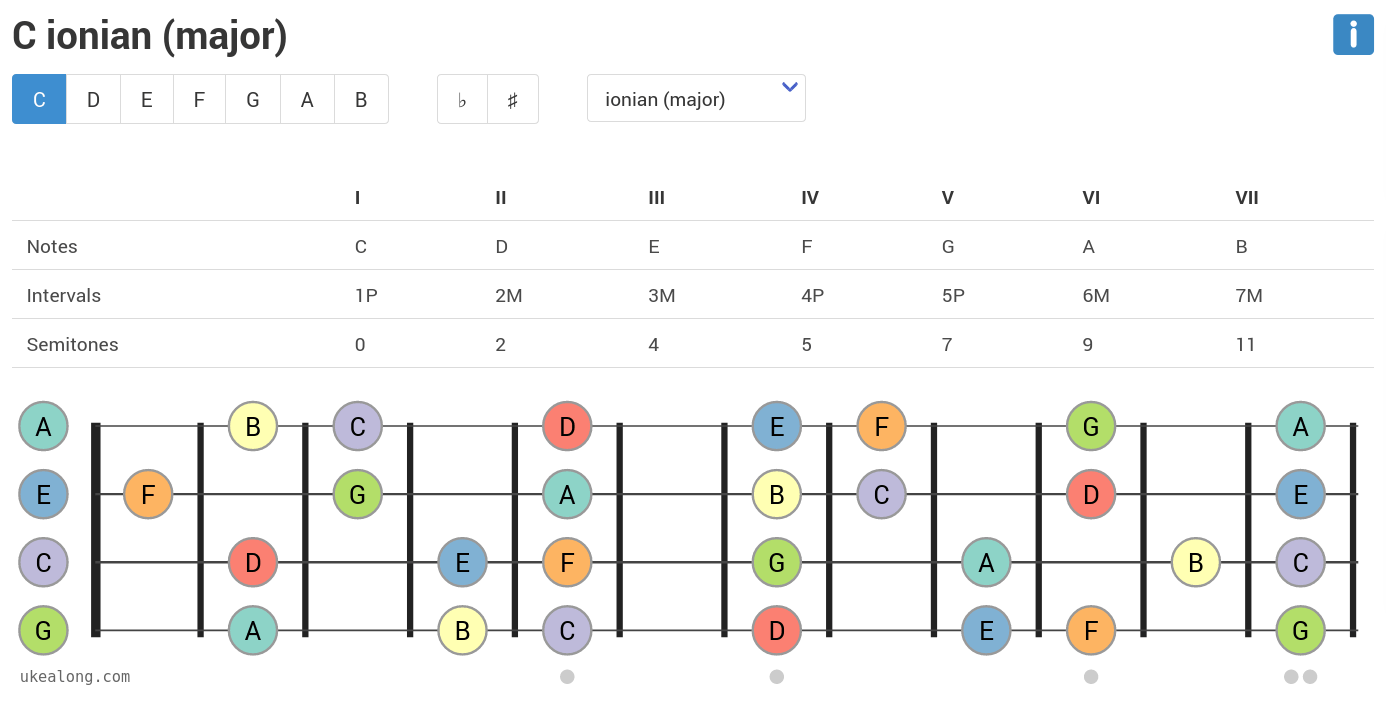 C ionian (major)
i
C D E F G A B ♭ ♯ ionian (major)
I II III IV V VI VII
Notes C D E F G A B
Intervals 1P 2M 3M 4P 5P 6M 7M
Semitones 0 2 4 5 7 9 11
A B C D E F G A
E F G A B C D E
C D E F G A B C
G A B C D E F G
ukealong.com